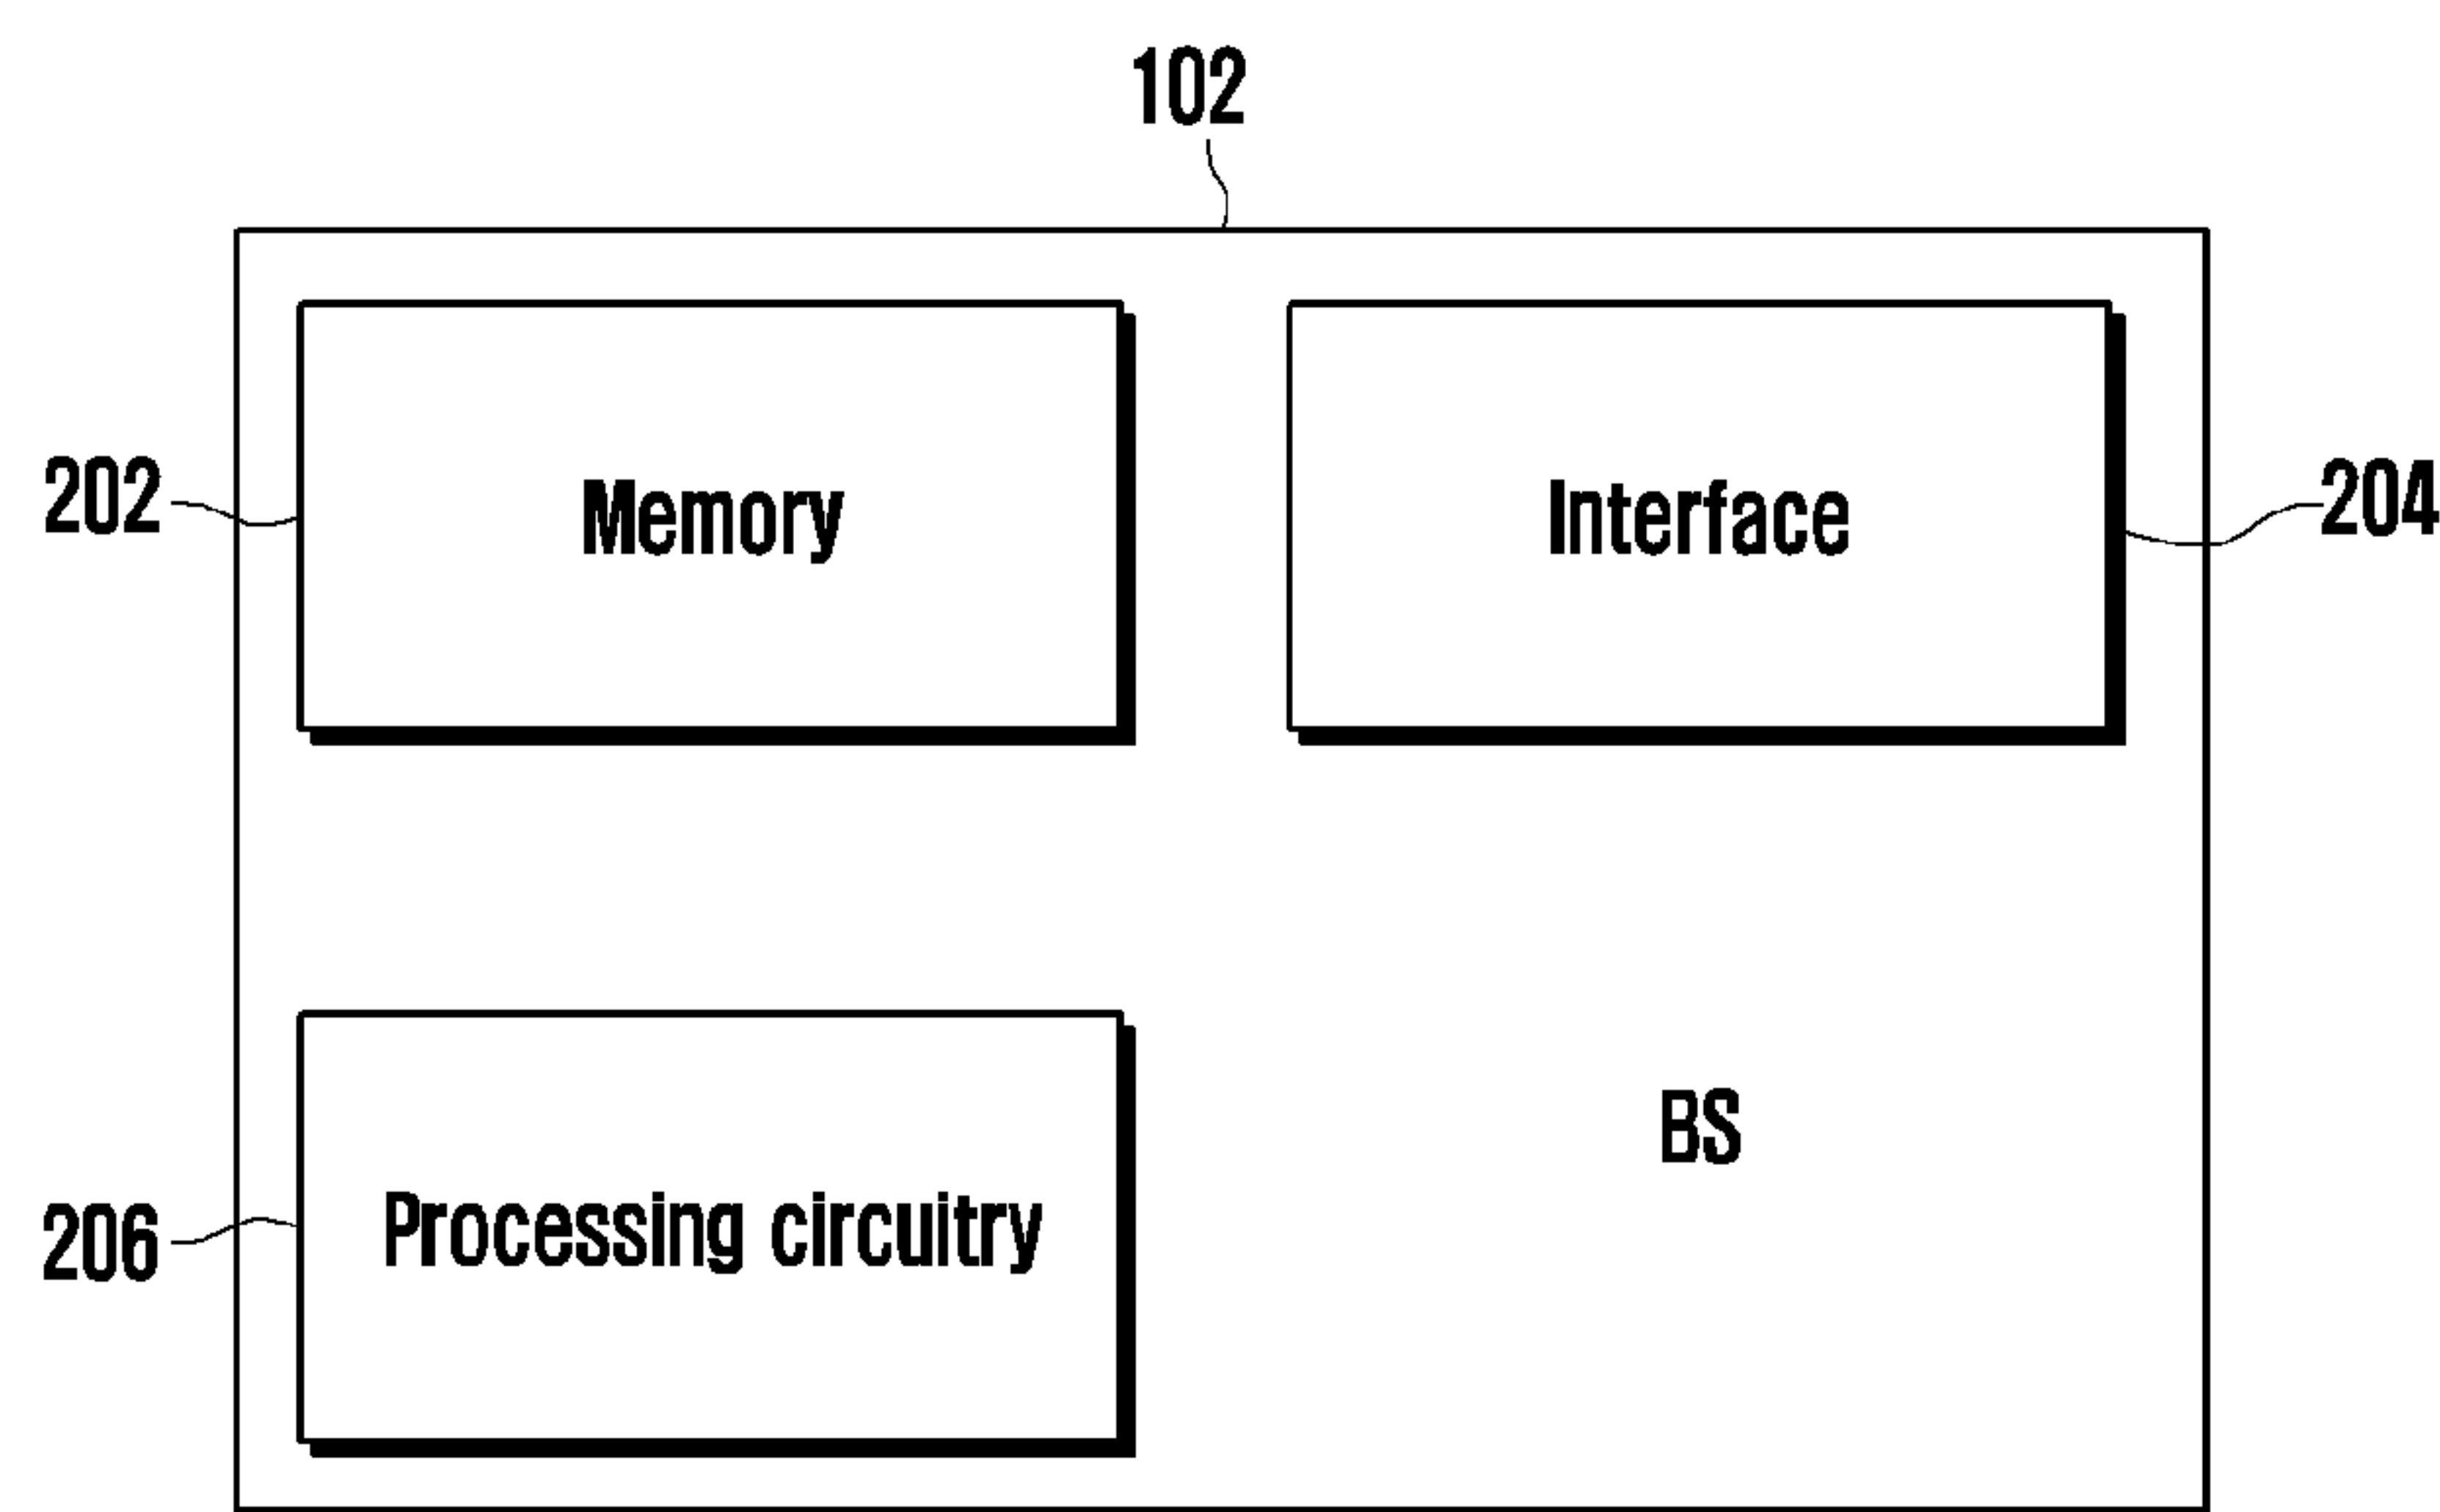 102
202
Memory
Interface
204
BS
206
Processing circuitry